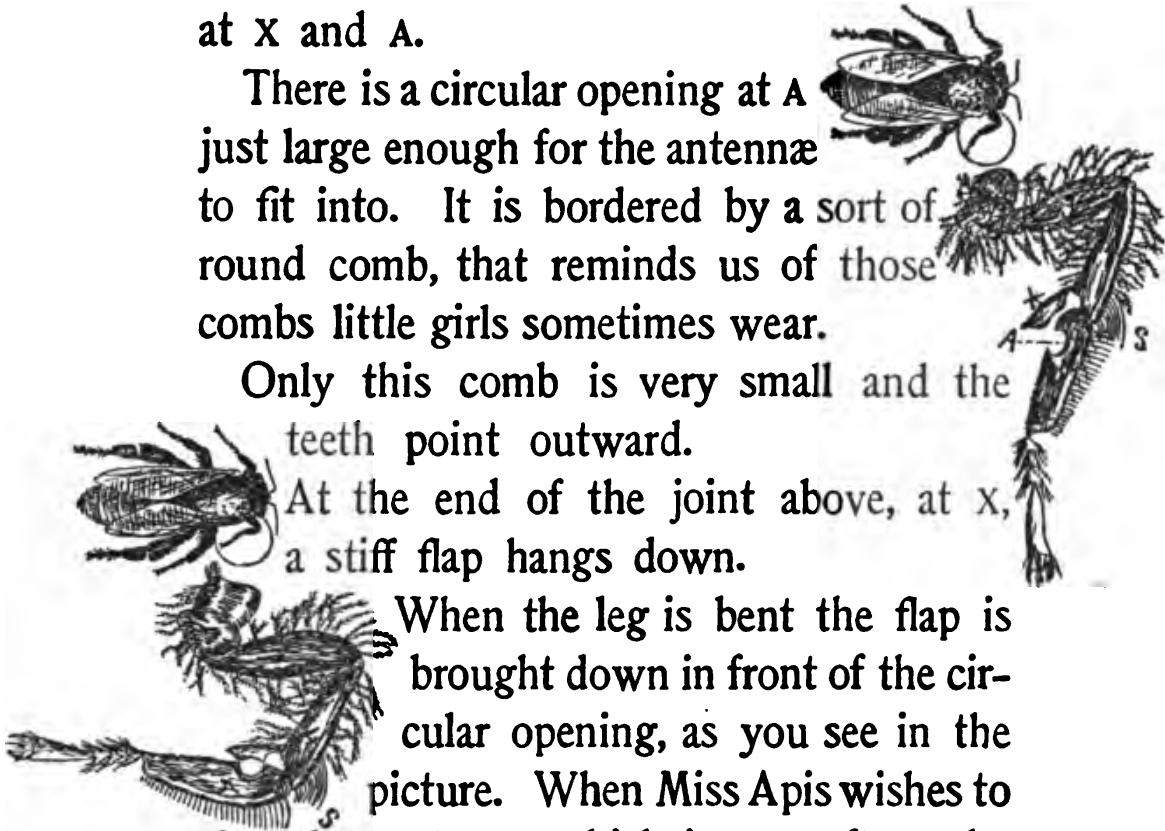 at X and A.
There is a circular opening at A
just large enough for the antennæ
to fit into. It is bordered by a sort of
round comb, that reminds us of those
combs little girls sometimes wear.
X
A
S
Only this comb is very small and the
teeth point outward.
At the end of the joint above, at X,
a stiff flap hangs down.
When the leg is bent the flap is
brought down in front of the cir-
cular opening, as you see in the
picture. When Miss Apis wishes to
S